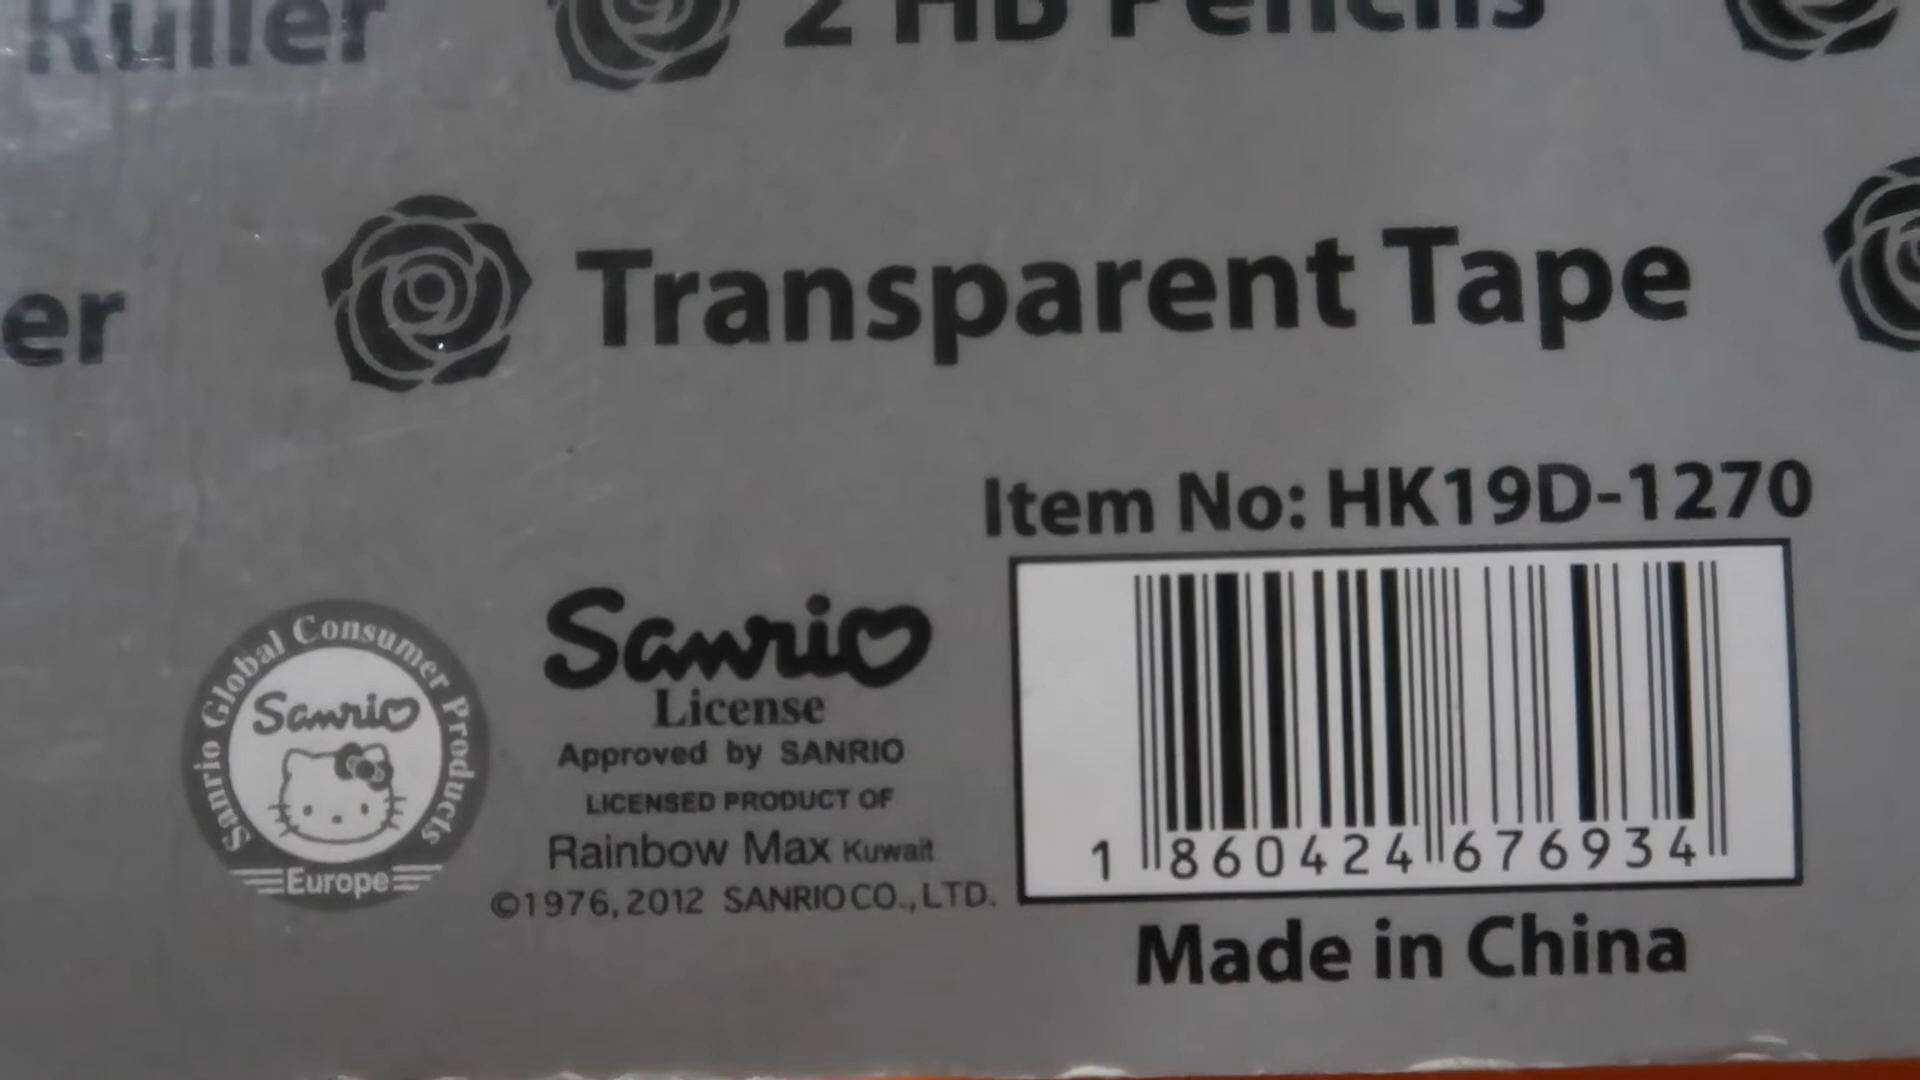 Ruller
2 HB Pencils
er
Transparent Tape
Item No: HK19D-1270
Sanrio Global Consumer Products
Sanrio
Europe
Sanrio
License
Approved by SANRIO
LICENSED PRODUCT OF
Rainbow Max Kuwait
©1976,2012 SANRIO CO.,LTD.
1 860424 676934
Made in China